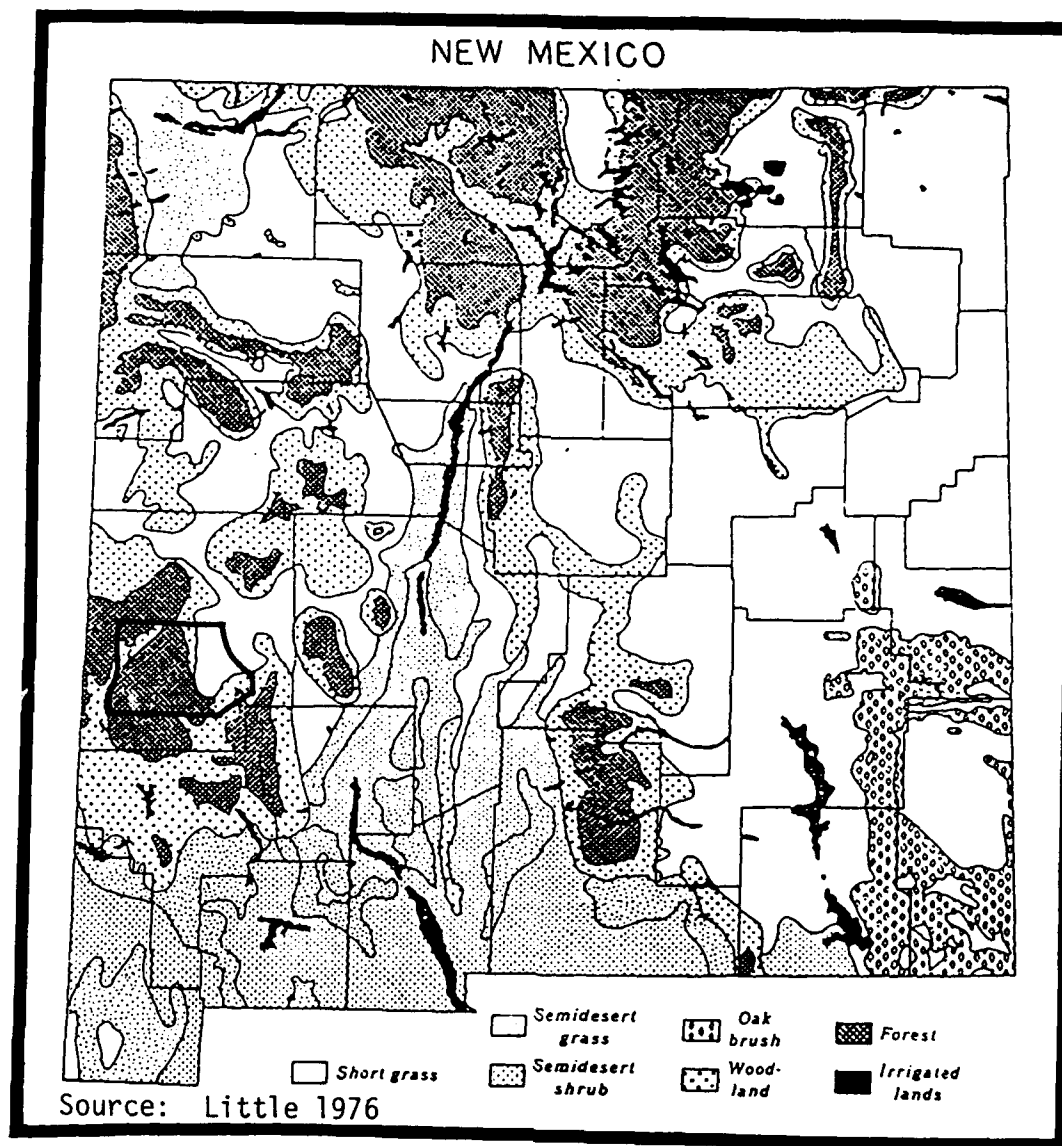 NEW MEXICO
Semidesert
grass
Oak
brush
Forest
Short grass
Semidesert
shrub
Wood-
land
Irrigated
lands
Source: Little 1976